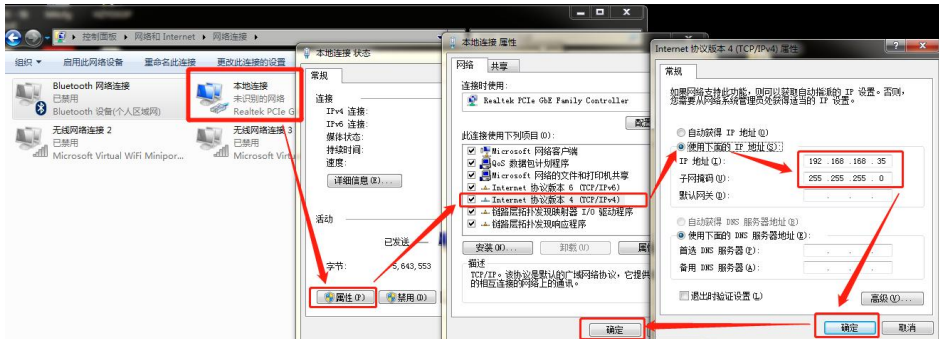 控制面板 ▸ 网络和 Internet ▸ 网络连接 ▸
组织 ▾ 启用此网络设备 重命名此连接 更改此连接的设置
Bluetooth 网络连接
已禁用
Bluetooth 设备(个人区域网)
本地连接
未识别的网络
Realtek PCIe G
无线网络连接 2
已禁用
Microsoft Virtual WiFi Minipor...
无线网络连接 3
已禁用
Microsoft Virt
本地连接 状态
常规
连接
IPv4 连接:
IPv6 连接:
媒体状态:
持续时间:
速度:
详细信息(E)...
活动
已发送 —
字节: 5,643,553
属性(P)
禁用(D)
本地连接 属性
网络 共享
连接时使用:
Realtek PCIe GbE Family Controller
配置
此连接使用下列项目(O):
Microsoft 网络客户端
QoS 数据包计划程序
Microsoft 网络的文件和打印机共享
Internet 协议版本 6 (TCP/IPv6)
Internet 协议版本 4 (TCP/IPv4)
链路层拓扑发现映射器 I/O 驱动程序
链路层拓扑发现响应程序
安装(N)... 卸载(U) 属
描述
TCP/IP。该协议是默认的广域网络协议，它提供
的相互连接的网络上的通讯。
确定
Internet 协议版本 4 (TCP/IPv4) 属性
常规
如果网络支持此功能，则可以获取自动指派的 IP 设置。否则，
您需要从网络系统管理员处获得适当的 IP 设置。
自动获得 IP 地址(O)
使用下面的 IP 地址(S):
IP 地址(I): 192 .168 .168 . 35
子网掩码(U): 255 .255 .255 . 0
默认网关(D):
自动获得 DNS 服务器地址(B)
使用下面的 DNS 服务器地址(E):
首选 DNS 服务器(P):
备用 DNS 服务器(A):
退出时验证设置(L)
高级(V)...
确定 取消